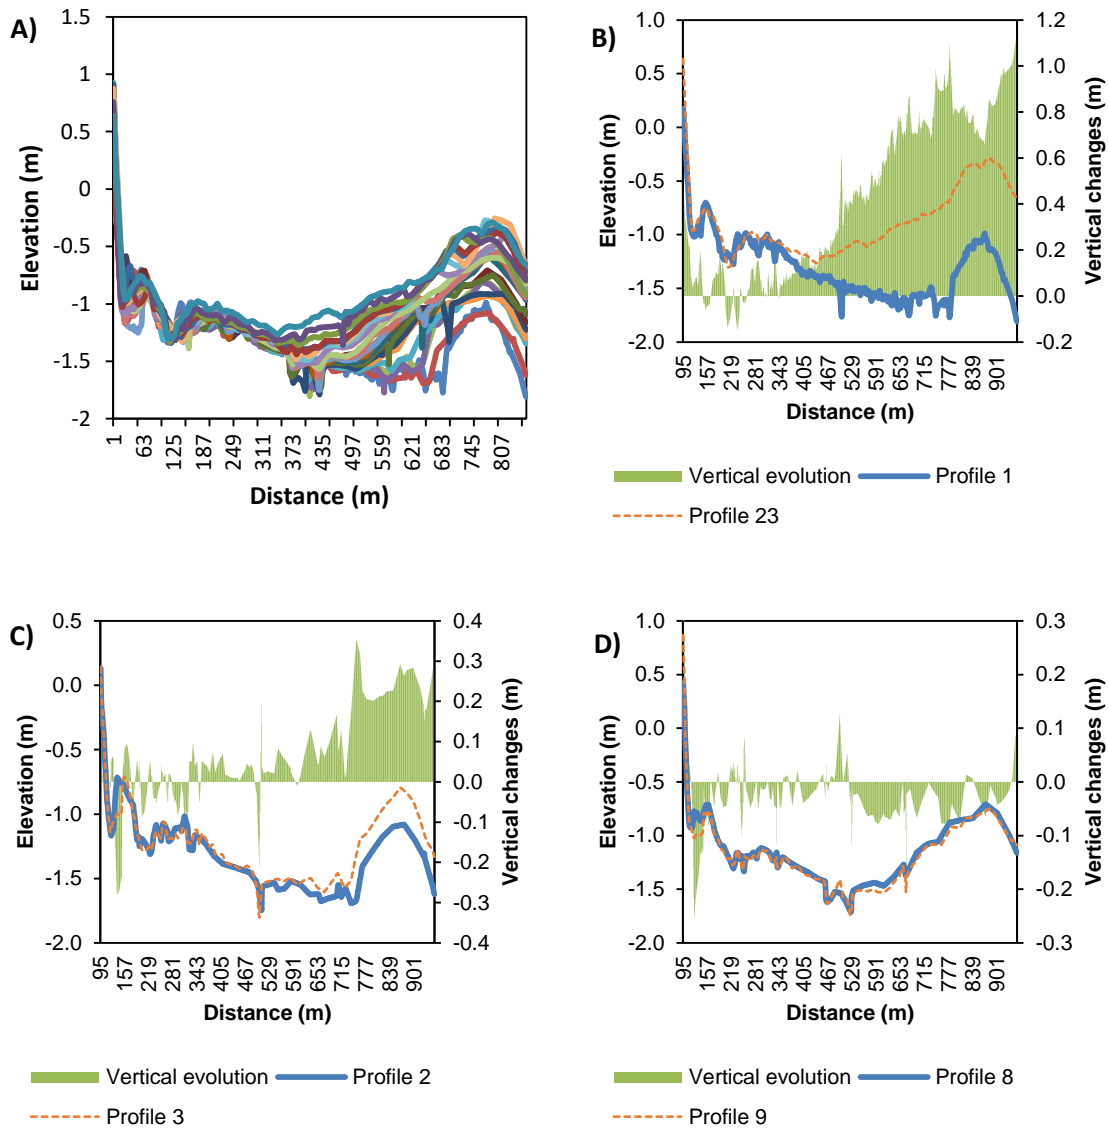 A)
1.5
1
0.5
0
-0.5
-1
-1.5
-2
Elevation (m)
1 63 125 187 249 311 373 435 497 559 621 683 745 807
Distance (m)
B)
1.0
0.5
0.0
-0.5
-1.0
-1.5
-2.0
Elevation (m)
1.2
1.0
0.8
0.6
0.4
0.2
0.0
-0.2
Vertical changes (m)
95 157 219 281 343 405 467 529 591 653 715 777 839 901
Distance (m)
Vertical evolution Profile 1
Profile 23
C)
0.5
0.0
-0.5
-1.0
-1.5
-2.0
Elevation (m)
0.4
0.3
0.2
0.1
0.0
-0.1
-0.2
-0.3
-0.4
Vertical changes (m)
95 157 219 281 343 405 467 529 591 653 715 777 839 901
Distance (m)
Vertical evolution Profile 2
Profile 3
D)
1.0
0.5
0.0
-0.5
-1.0
-1.5
-2.0
Elevation (m)
0.3
0.2
0.1
0.0
-0.1
-0.2
-0.3
Vertical changes (m)
95 157 219 281 343 405 467 529 591 653 715 777 839 901
Distance (m)
Vertical evolution Profile 8
Profile 9